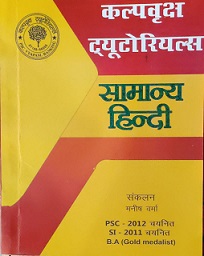 कल्पवृक्ष
ट्यूटोरियल्स
सामान्य
हिन्दी
संकलन
मनीष वर्मा
PSC - 2012 चयनित
SI - 2011 चयनित
B.A (Gold medalist)